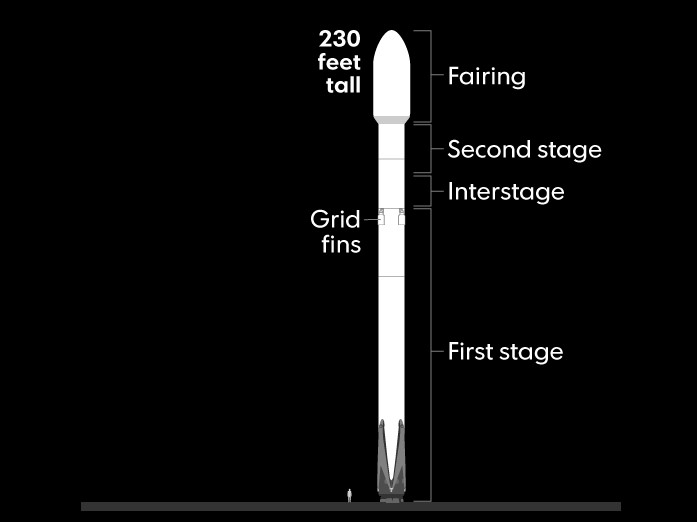 230
feet
tall
Fairing
Second stage
Interstage
Grid
fins
First stage